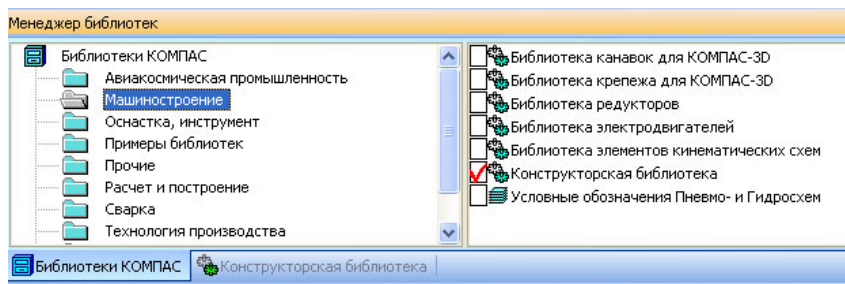 Менеджер библиотек
Библиотеки КОМПАС
Авиакосмическая промышленность
Машиностроение
Оснастка, инструмент
Примеры библиотек
Прочие
Расчет и построение
Сварка
Технология производства
Библиотека канавок для КОМПАС-3D
Библиотека крепежа для КОМПАС-3D
Библиотека редукторов
Библиотека электродвигателей
Библиотека элементов кинематических схем
Конструкторская библиотека
Условные обозначения Пневмо- и Гидросхем
Библиотеки КОМПАС Конструкторская библиотека